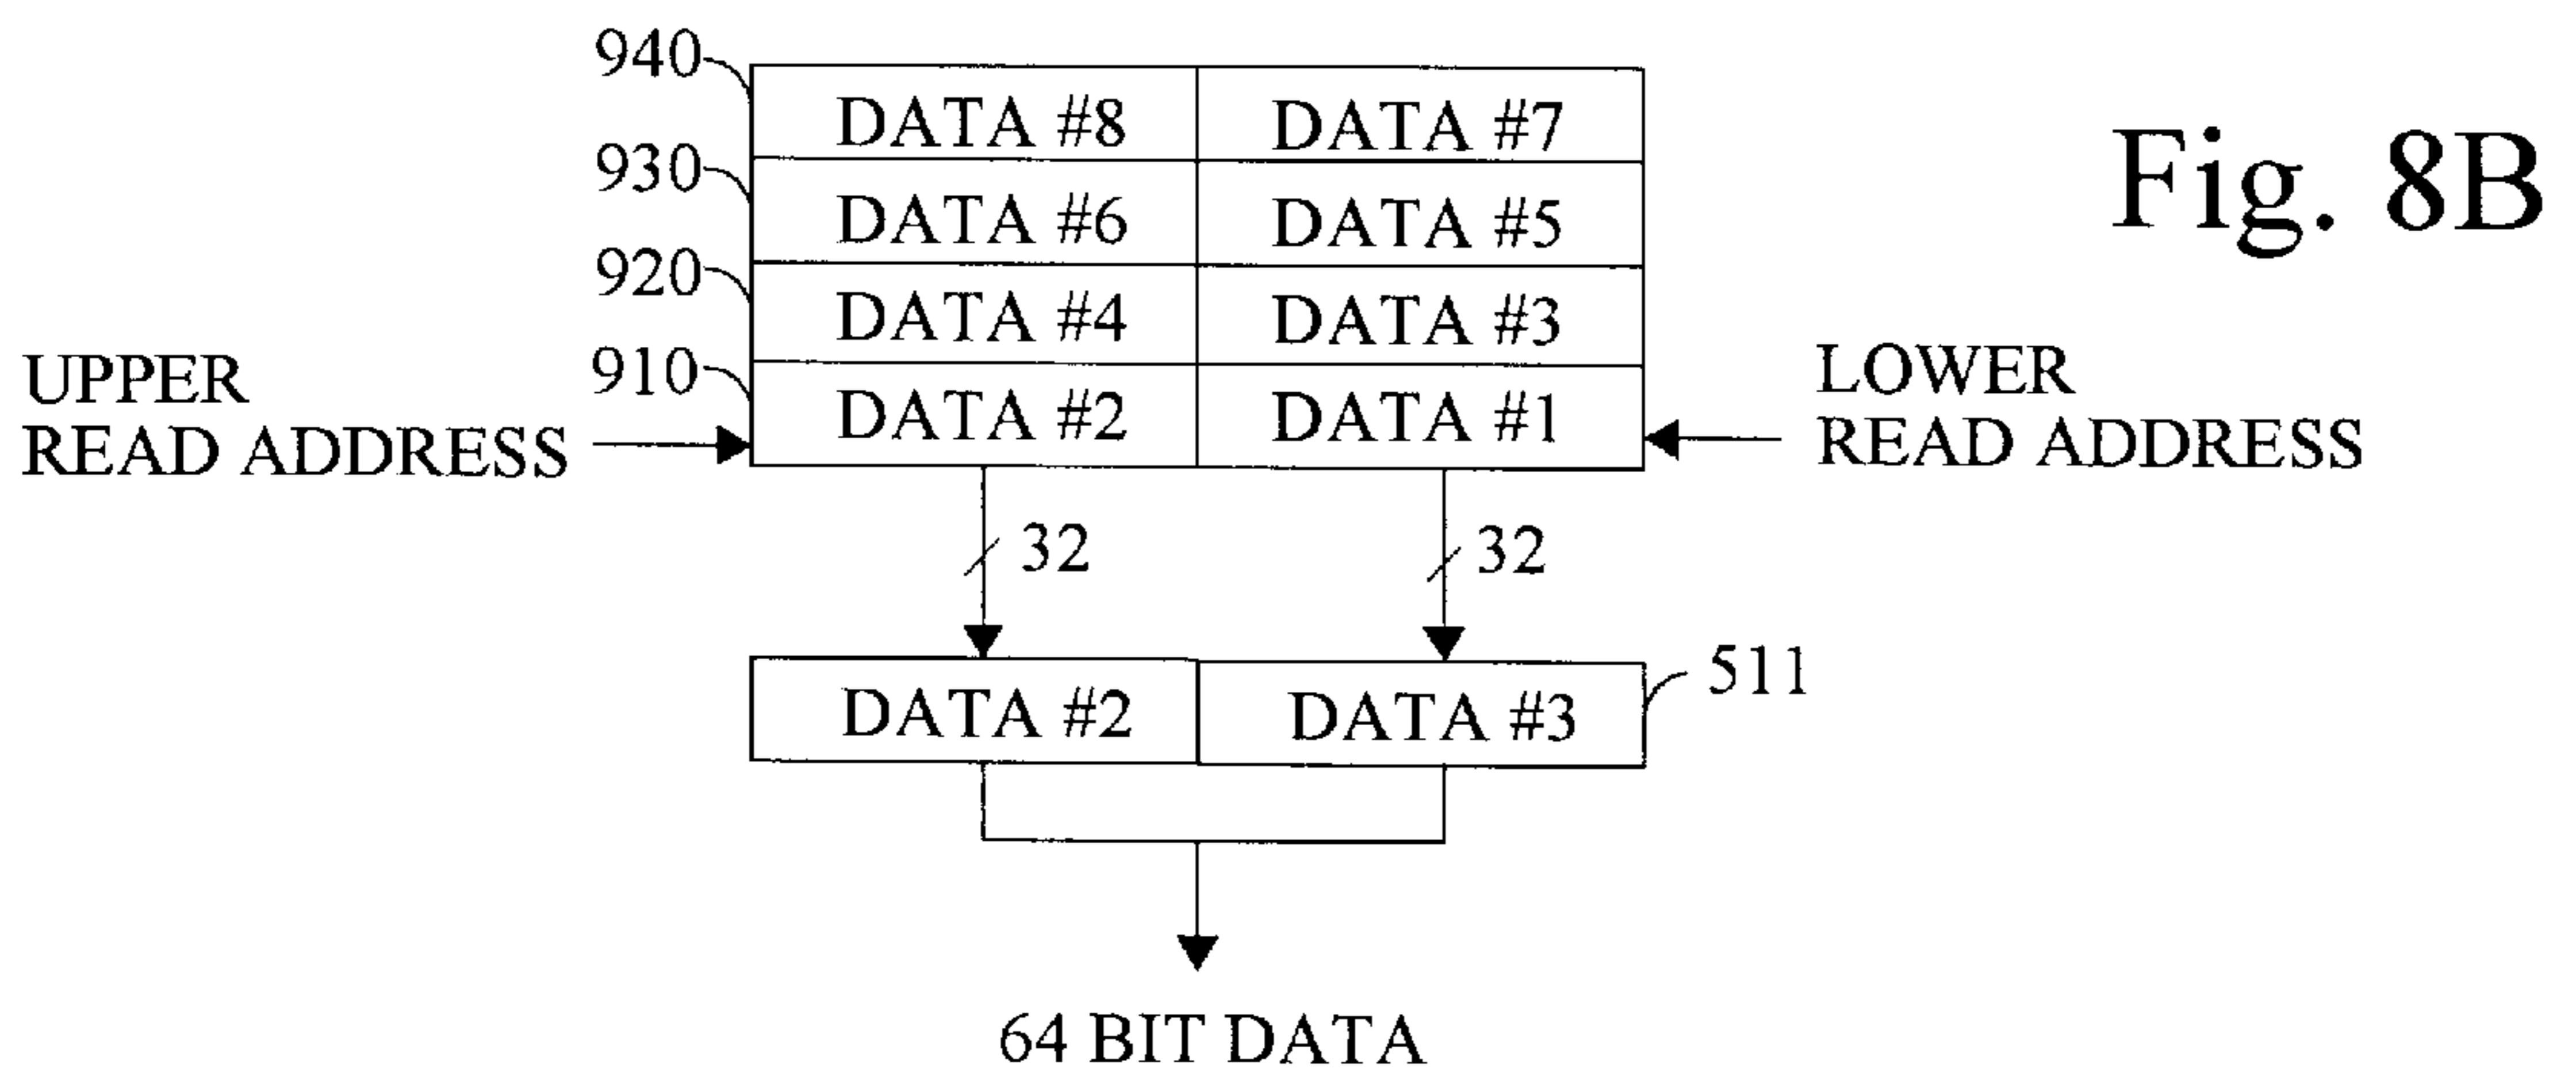 940
DATA #8 DATA #7
Fig. 8B
930
DATA #6 DATA #5
920
DATA #4 DATA #3
910
DATA #2 DATA #1
UPPER
READ ADDRESS
LOWER
READ ADDRESS
32 32
DATA #2 DATA #3
511
64 BIT DATA